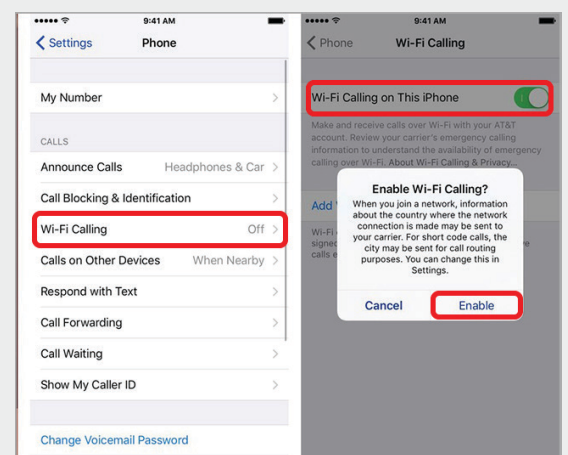 9:41 AM
Settings Phone
My Number
CALLS
Announce Calls Headphones & Car
Call Blocking & Identification
Wi-Fi Calling Off
Calls on Other Devices When Nearby
Respond with Text
Call Forwarding
Call Waiting
Show My Caller ID
Change Voicemail Password
9:41 AM
Phone Wi-Fi Calling
Wi-Fi Calling on This iPhone
Make and receive calls over Wi-Fi with your AT&T
account. Review your carrier's emergency calling
information to understand the availability of emergency
calling over Wi-Fi. About Wi-Fi Calling & Privacy...
Add
Wi-Fi
signed
calls
Enable Wi-Fi Calling?
When you join a network, information
about the country where the network
connection is made may be sent to
your carrier. For short code calls, the
city may be sent for call routing
purposes. You can change this in
Settings.
Cancel Enable